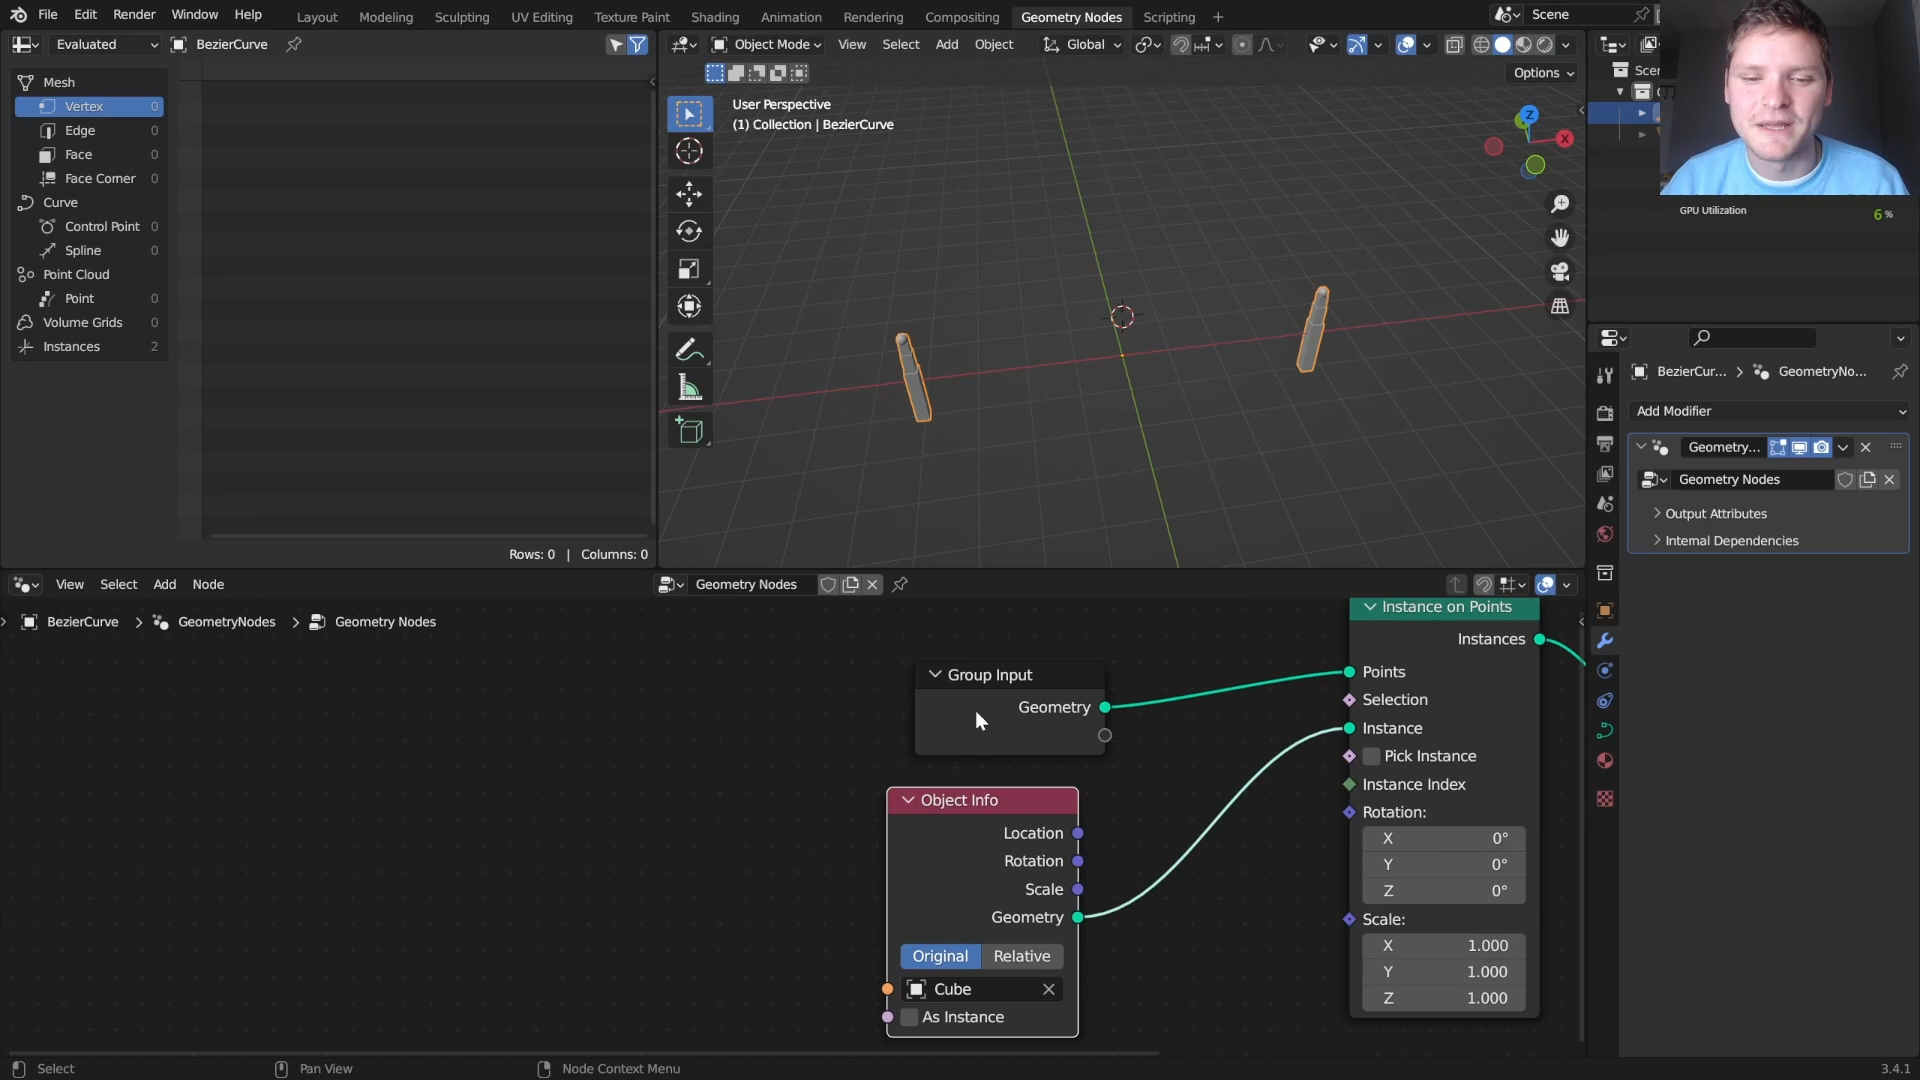 File Edit Render Window Help Layout Modeling Sculpting UV Editing Texture Paint Shading Animation Rendering Compositing Geometry Nodes Scripting + Scene
Evaluated BezierCurve
Mesh
Vertex 0
Edge 0
Face 0
Face Corner 0
Curve
Control Point 0
Spline 0
Point Cloud
Point 0
Volume Grids
Instances 2
Rows: 0 | Columns: 0
Object Mode View Select Add Object Global
Options
User Perspective
(1) Collection | BezierCurve
Z
X
GPU Utilization 6 %
BezierCur... > GeometryNo...
Add Modifier
Geometry...
Geometry Nodes
Output Attributes
Internal Dependencies
View Select Add Node Geometry Nodes
BezierCurve > GeometryNodes > Geometry Nodes
Group Input
Geometry
Object Info
Location
Rotation
Scale
Geometry
Original Relative
Cube
As Instance
Instance on Points
Instances
Points
Selection
Instance
Pick Instance
Instance Index
Rotation:
X 0°
Y 0°
Z 0°
Scale:
X 1.000
Y 1.000
Z 1.000
Select Pan View Node Context Menu 3.4.1